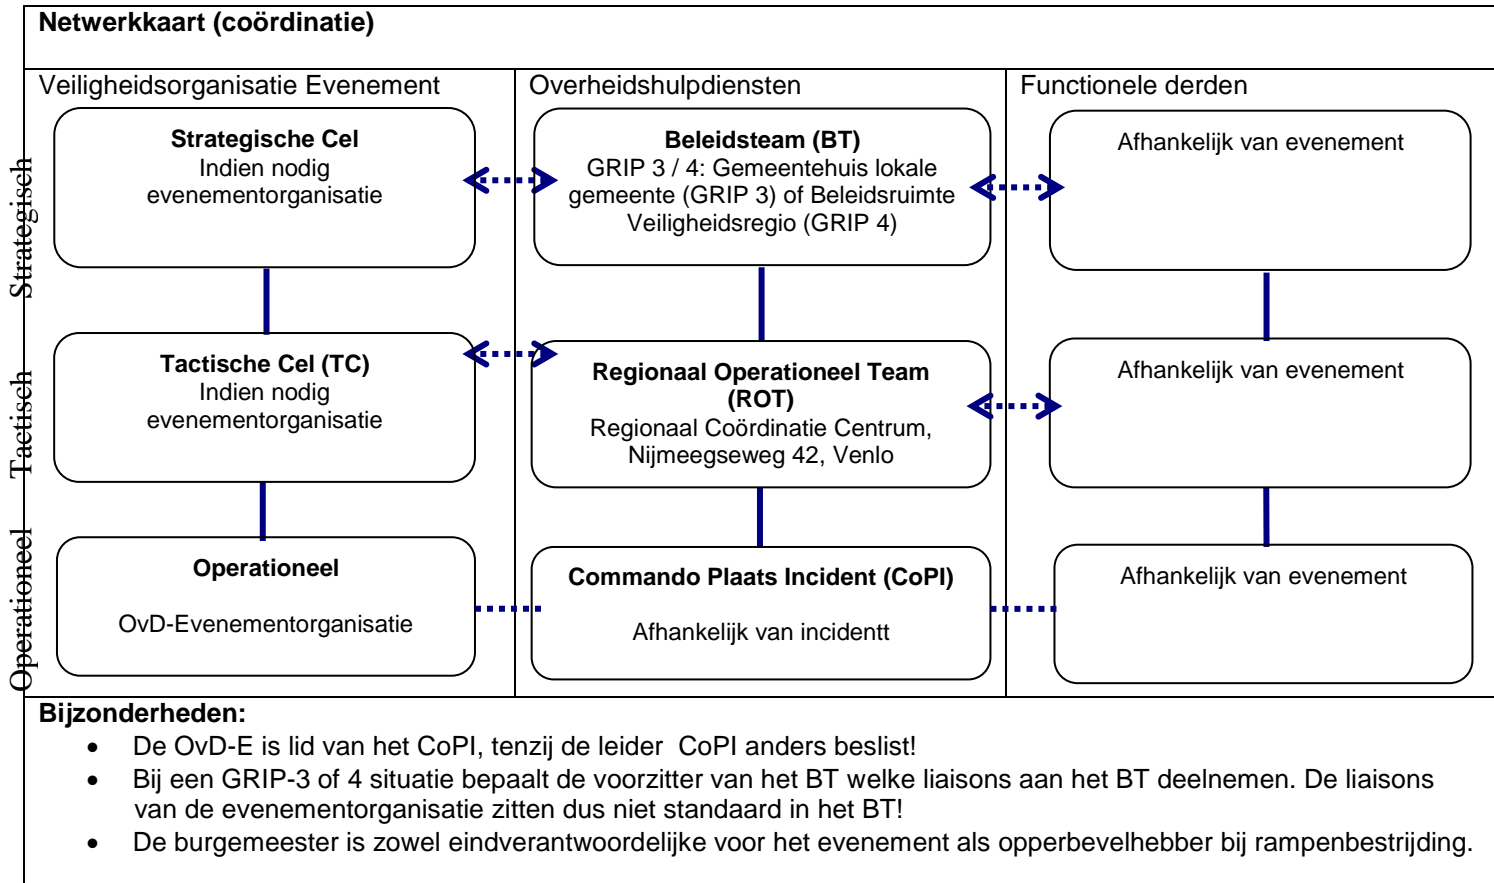 Netwerkkaart (coördinatie)
Veiligheidsorganisatie Evenement
Overheidshulpdiensten
Functionele derden
Strategisch
Strategische Cel
Indien nodig
evenementorganisatie
Beleidsteam (BT)
GRIP 3 / 4: Gemeentehuis lokale
gemeente (GRIP 3) of Beleidsruimte
Veiligheidsregio (GRIP 4)
Afhankelijk van evenement
Tactisch
Tactische Cel (TC)
Indien nodig
evenementorganisatie
Regionaal Operationeel Team
(ROT)
Regionaal Coördinatie Centrum,
Nijmeegseweg 42, Venlo
Afhankelijk van evenement
Operationeel
Operationeel
OvD-Evenementorganisatie
Commando Plaats Incident (CoPI)
Afhankelijk van incidentt
Afhankelijk van evenement
Bijzonderheden:
• De OvD-E is lid van het CoPI, tenzij de leider CoPI anders beslist!
• Bij een GRIP-3 of 4 situatie bepaalt de voorzitter van het BT welke liaisons aan het BT deelnemen. De liaisons
van de evenementorganisatie zitten dus niet standaard in het BT!
• De burgemeester is zowel eindverantwoordelijke voor het evenement als opperbevelhebber bij rampenbestrijding.